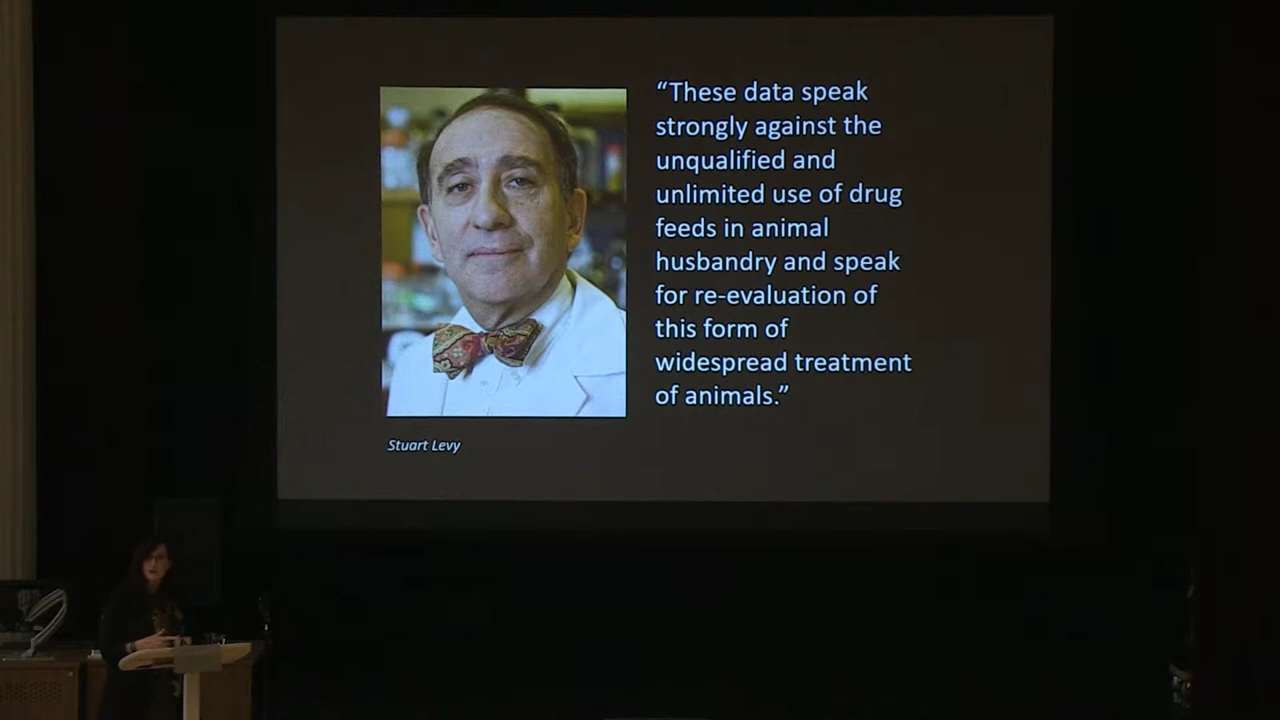 “These data speak
strongly against the
unqualified and
unlimited use of drug
feeds in animal
husbandry and speak
for re-evaluation of
this form of
widespread treatment
of animals.”
Stuart Levy